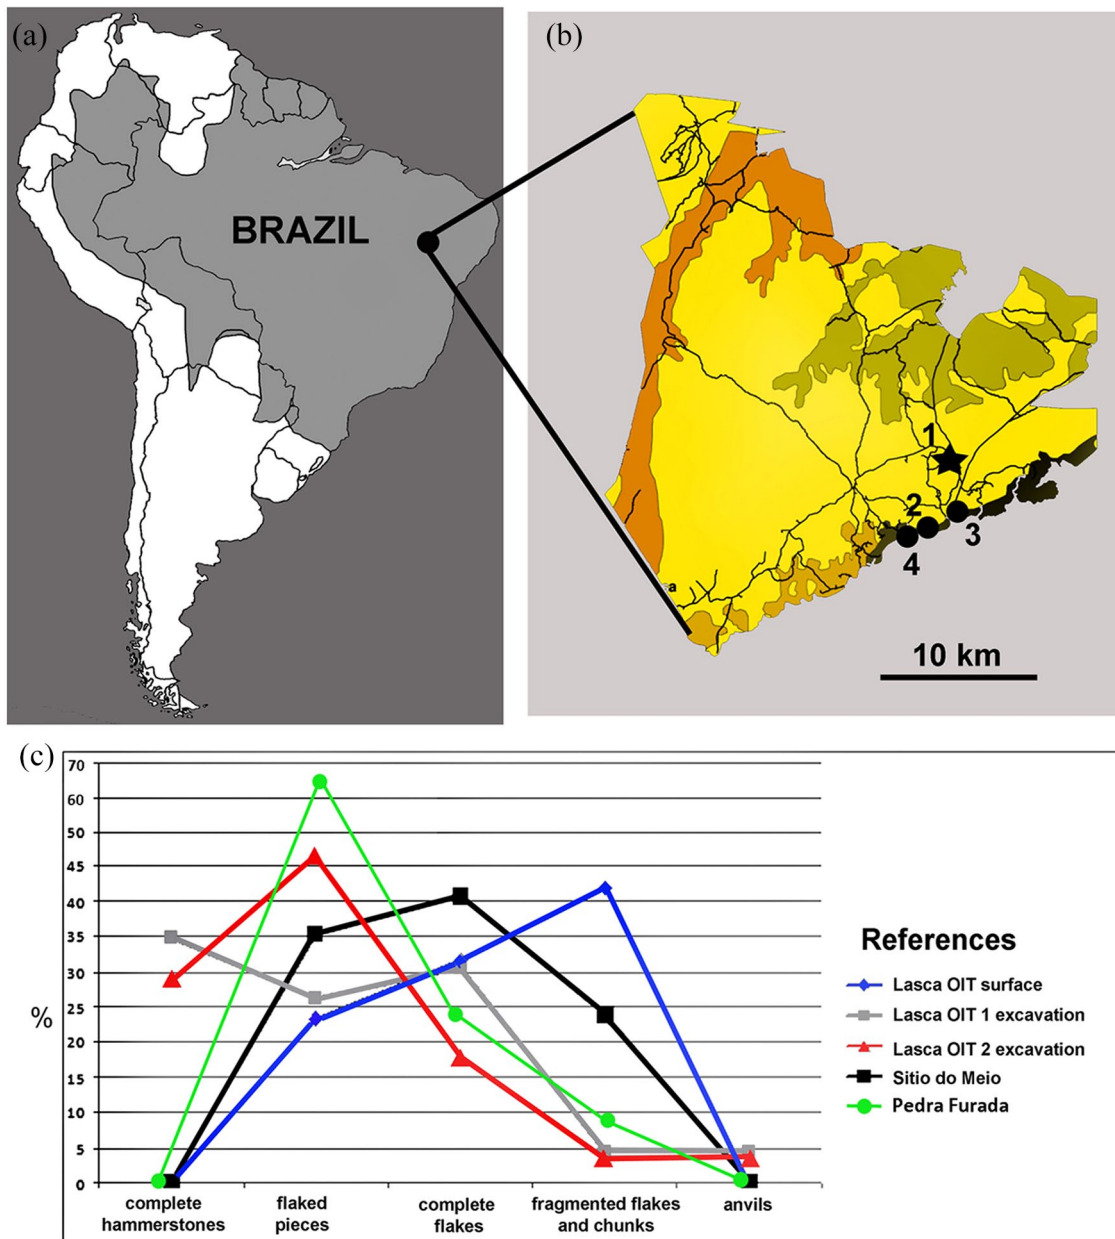 (a)
BRAZIL
(b)
1
2
3
4
a
10 km
(c)
70
60
50
45
40
35
30
25
20
15
10
5
0
%
complete
hammerstones
flaked
pieces
complete
flakes
fragmented flakes
and chunks
anvils
References
Lasca OIT surface
Lasca OIT 1 excavation
Lasca OIT 2 excavation
Sitio do Meio
Pedra Furada